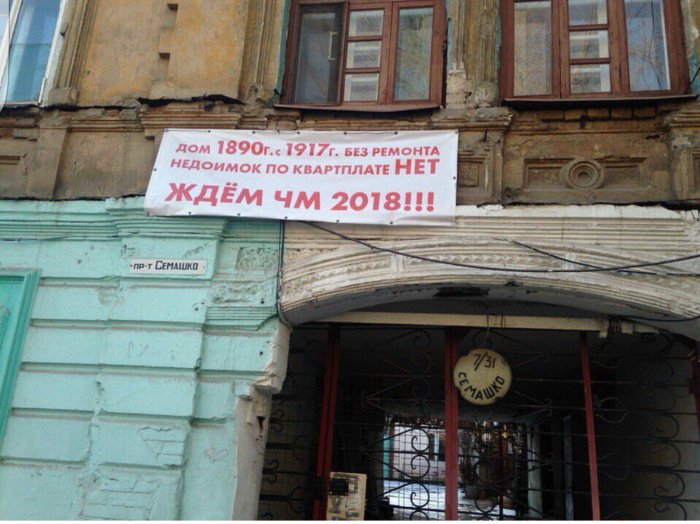 ДОМ 1890г. с 1917г. БЕЗ РЕМОНТА
НЕДОИМОК ПО КВАРТПЛАТЕ НЕТ
ЖДЁМ ЧМ 2018!!!
ПР-Т СЕМАШКО
7/31
СЕМАШКО